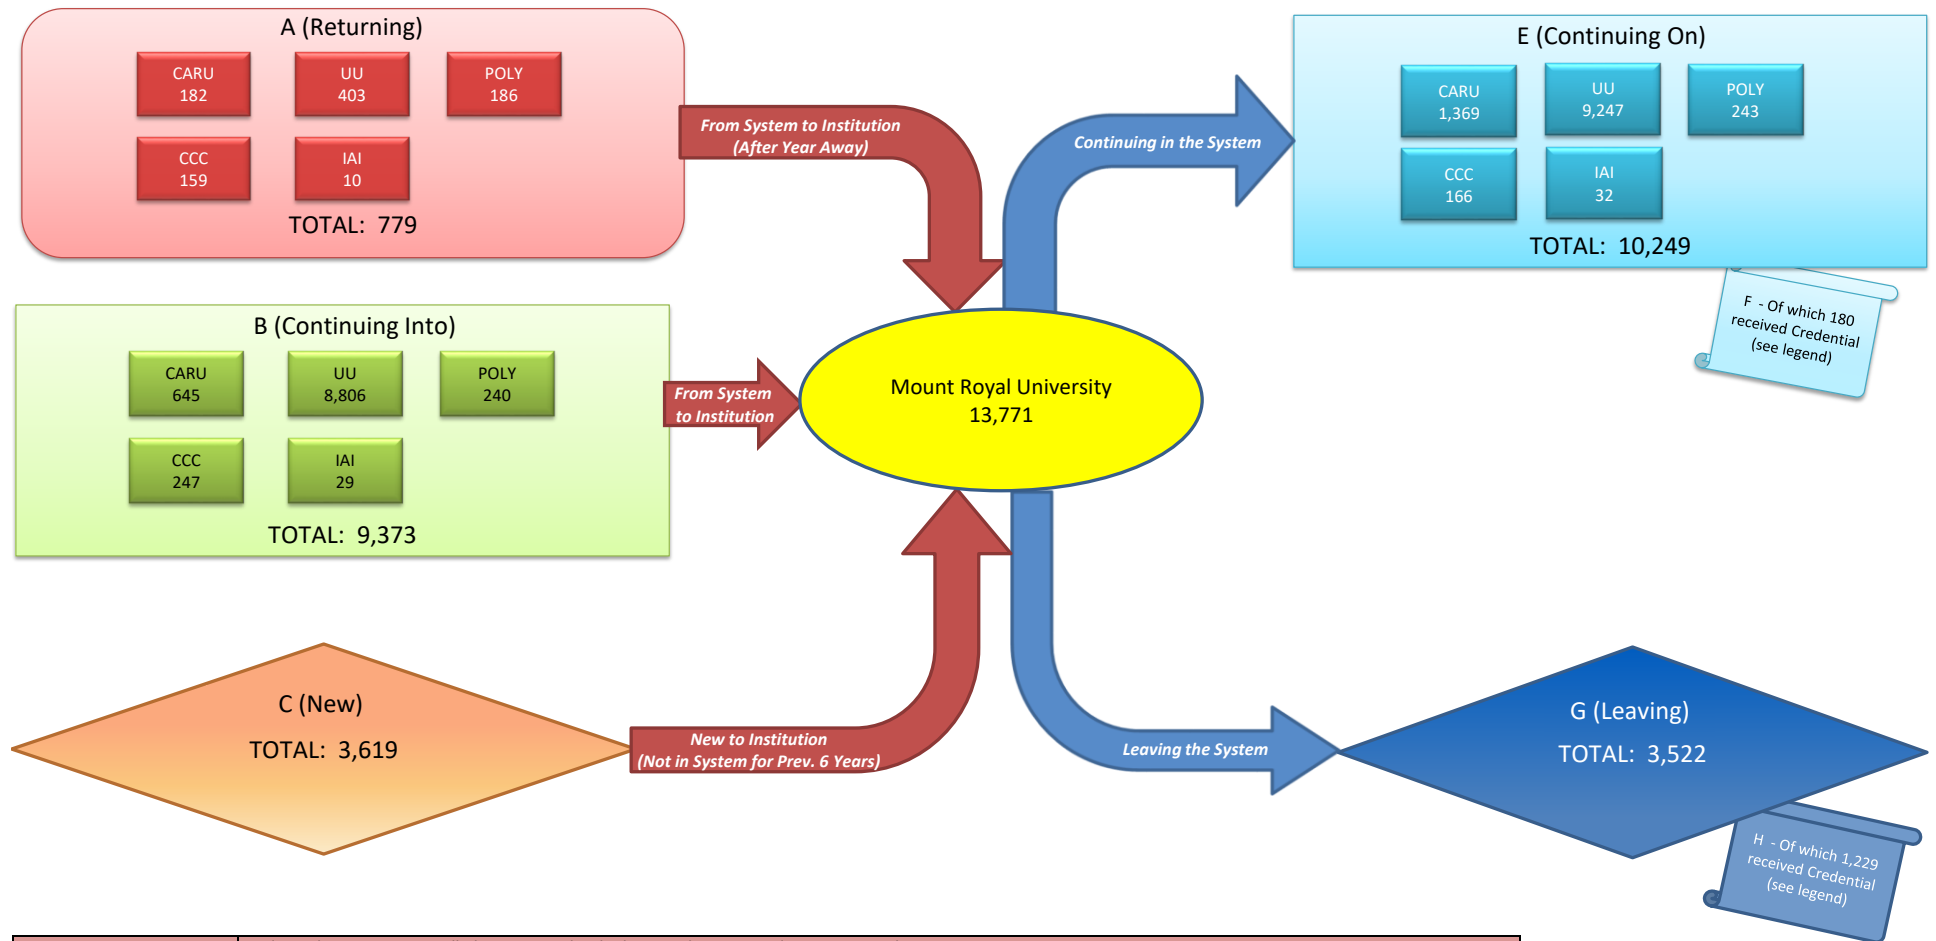 A (Returning)
CARU
182
UU
403
POLY
186
CCC
159
IAI
10
TOTAL: 779
From System to Institution
(After Year Away)
B (Continuing Into)
CARU
645
UU
8,806
POLY
240
CCC
247
IAI
29
TOTAL: 9,373
From System
to Institution
C (New)
TOTAL: 3,619
New to Institution
(Not in System for Prev. 6 Years)
Mount Royal University
13,771
Continuing in the System
E (Continuing On)
CARU
1,369
UU
9,247
POLY
243
CCC
166
IAI
32
TOTAL: 10,249
F - Of which 180
received Credential
(see legend)
Leaving the System
G (Leaving)
TOTAL: 3,522
H - Of which 1,229
received Credential
(see legend)